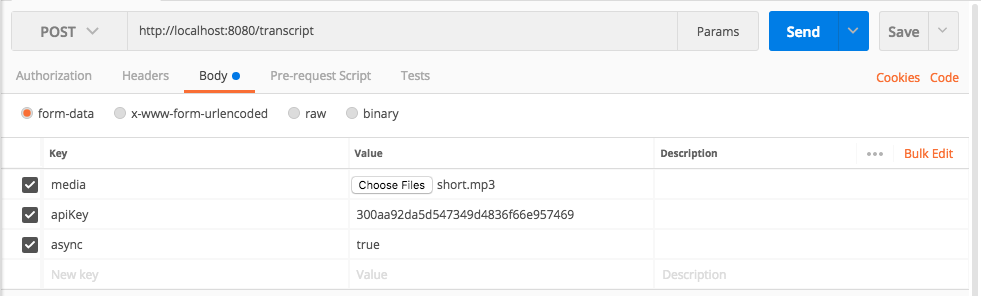 POST http://localhost:8080/transcript Params Send Save
Authorization Headers Body Pre-request Script Tests Cookies Code
form-data x-www-form-urlencoded raw binary
Key Value Description ••• Bulk Edit
media Choose Files short.mp3
apiKey 300aa92da5d547349d4836f66e957469
async true
New key Value Description